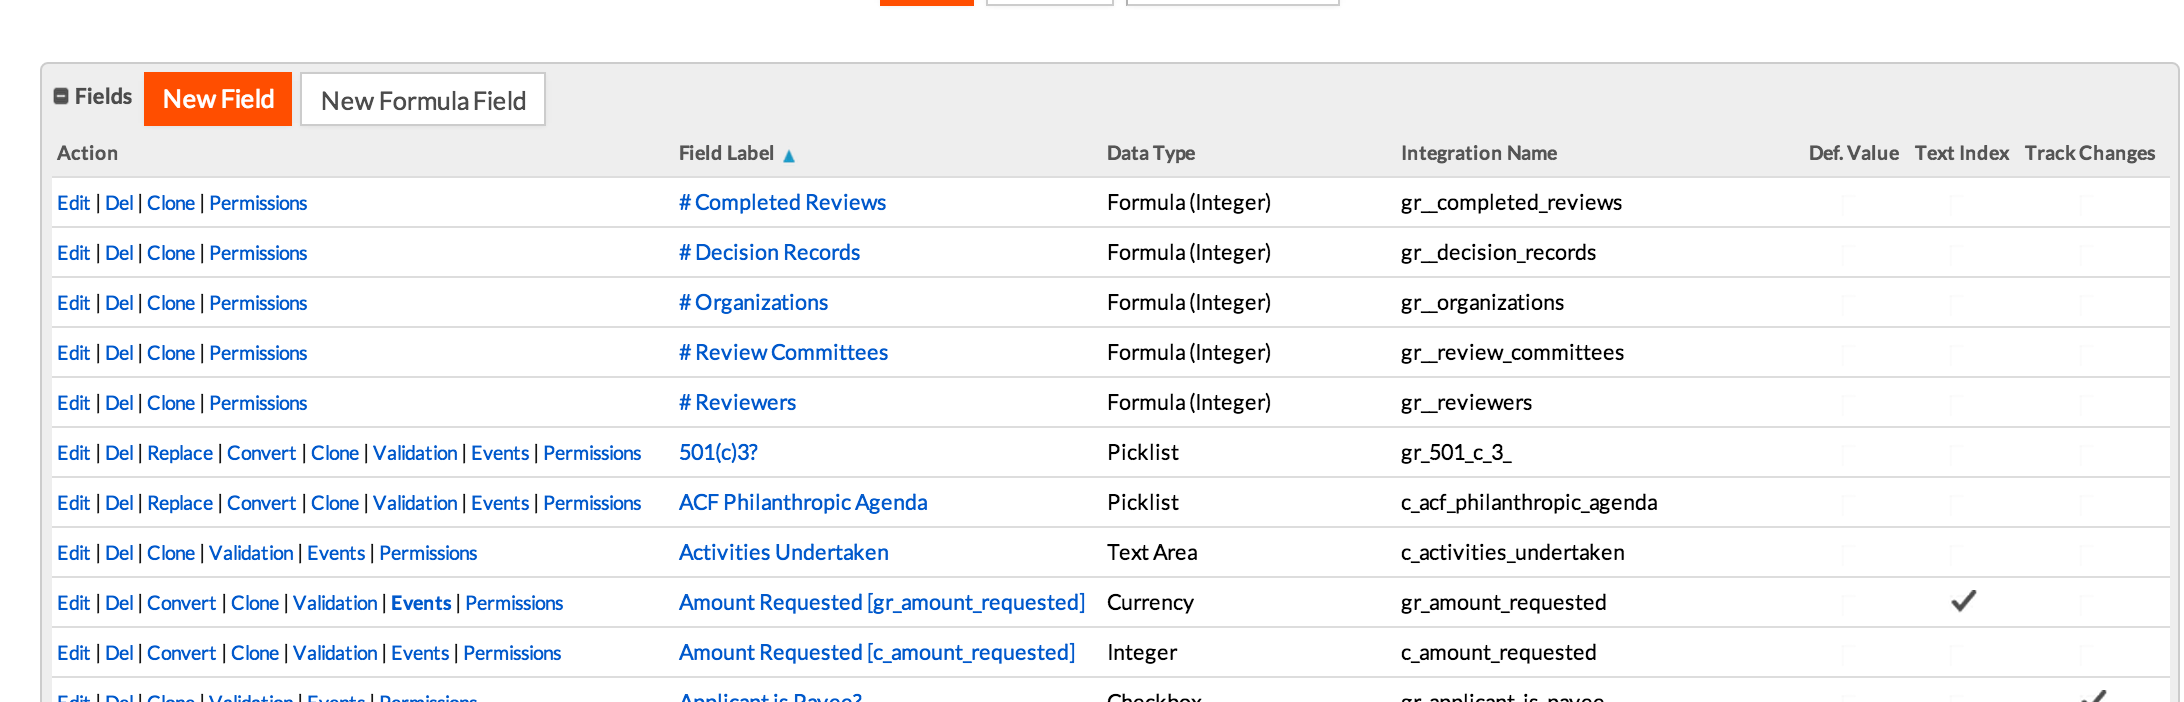 Fields New Field New Formula Field
Action Field Label Data Type Integration Name Def. Value Text Index Track Changes
Edit | Del | Clone | Permissions # Completed Reviews Formula (Integer) gr__completed_reviews
Edit | Del | Clone | Permissions # Decision Records Formula (Integer) gr__decision_records
Edit | Del | Clone | Permissions # Organizations Formula (Integer) gr__organizations
Edit | Del | Clone | Permissions # Review Committees Formula (Integer) gr__review_committees
Edit | Del | Clone | Permissions # Reviewers Formula (Integer) gr__reviewers
Edit | Del | Replace | Convert | Clone | Validation | Events | Permissions 501(c)3? Picklist gr_501_c_3_
Edit | Del | Replace | Convert | Clone | Validation | Events | Permissions ACF Philanthropic Agenda Picklist c_acf_philanthropic_agenda
Edit | Del | Clone | Validation | Events | Permissions Activities Undertaken Text Area c_activities_undertaken
Edit | Del | Convert | Clone | Validation | Events | Permissions Amount Requested [gr_amount_requested] Currency gr_amount_requested
Edit | Del | Convert | Clone | Validation | Events | Permissions Amount Requested [c_amount_requested] Integer c_amount_requested
Edit | Del | Clone | Validation | Events | Permissions Applicant is Payee? Checkbox gr_applicant_is_payee